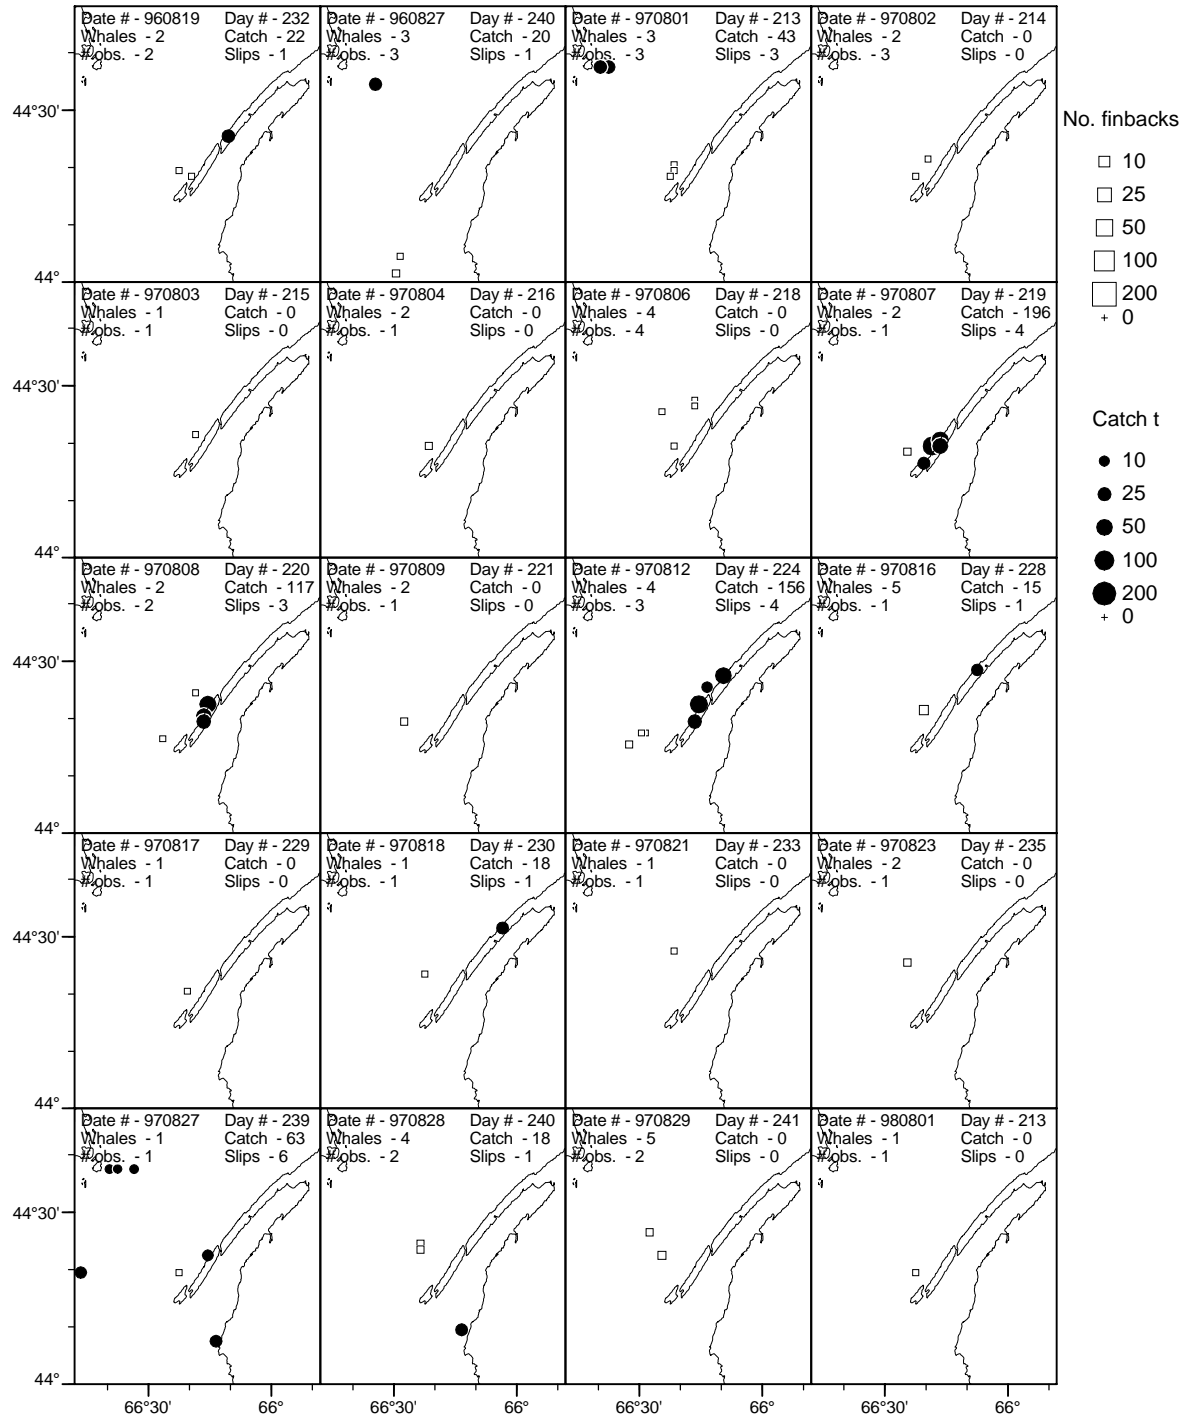 Date # - 960819 Day # - 232
Whales - 2 Catch - 22
# obs. - 2 Slips - 1
Date # - 960827 Day # - 240
Whales - 3 Catch - 20
# obs. - 3 Slips - 1
Date # - 970801 Day # - 213
Whales - 3 Catch - 43
# obs. - 3 Slips - 3
Date # - 970802 Day # - 214
Whales - 2 Catch - 0
# obs. - 3 Slips - 0
44°30'
44°
Date # - 970803 Day # - 215
Whales - 1 Catch - 0
# obs. - 1 Slips - 0
Date # - 970804 Day # - 216
Whales - 2 Catch - 0
# obs. - 1 Slips - 0
Date # - 970806 Day # - 218
Whales - 4 Catch - 0
# obs. - 4 Slips - 0
Date # - 970807 Day # - 219
Whales - 2 Catch - 196
# obs. - 1 Slips - 4
44°30'
44°
Date # - 970808 Day # - 220
Whales - 2 Catch - 117
# obs. - 2 Slips - 3
Date # - 970809 Day # - 221
Whales - 2 Catch - 0
# obs. - 1 Slips - 0
Date # - 970812 Day # - 224
Whales - 4 Catch - 156
# obs. - 3 Slips - 4
Date # - 970816 Day # - 228
Whales - 5 Catch - 15
# obs. - 1 Slips - 1
44°30'
44°
Date # - 970817 Day # - 229
Whales - 1 Catch - 0
# obs. - 1 Slips - 0
Date # - 970818 Day # - 230
Whales - 1 Catch - 18
# obs. - 1 Slips - 1
Date # - 970821 Day # - 233
Whales - 1 Catch - 0
# obs. - 1 Slips - 0
Date # - 970823 Day # - 235
Whales - 2 Catch - 0
# obs. - 1 Slips - 0
44°30'
44°
Date # - 970827 Day # - 239
Whales - 1 Catch - 63
# obs. - 1 Slips - 6
Date # - 970828 Day # - 240
Whales - 4 Catch - 18
# obs. - 2 Slips - 1
Date # - 970829 Day # - 241
Whales - 5 Catch - 0
# obs. - 2 Slips - 0
Date # - 980801 Day # - 213
Whales - 1 Catch - 0
# obs. - 1 Slips - 0
44°30'
44°
66°30' 66° 66°30' 66° 66°30' 66° 66°30' 66°
No. finbacks
10
25
50
100
200
+ 0
Catch t
10
25
50
100
200
+ 0